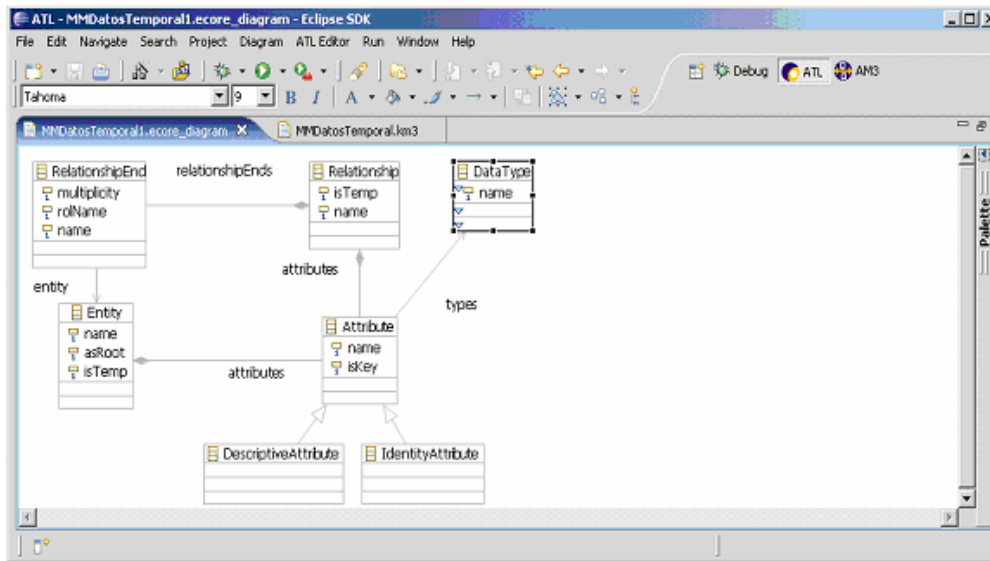 ATL - MMDatosTemporal1.ecore_diagram - Eclipse SDK
File Edit Navigate Search Project Diagram ATL Editor Run Window Help
Debug ATL AM3
Tahoma 9 B I A
MMDatosTemporal1.ecore_diagram MMDatosTemporal.km3
Palette
RelationshipEnd
multiplicity
rolName
name
relationshipEnds
Relationship
isTemp
name
DataType
name
attributes
entity
types
Entity
name
asRoot
isTemp
attributes
Attribute
name
isKey
DescriptiveAttribute
IdentityAttribute